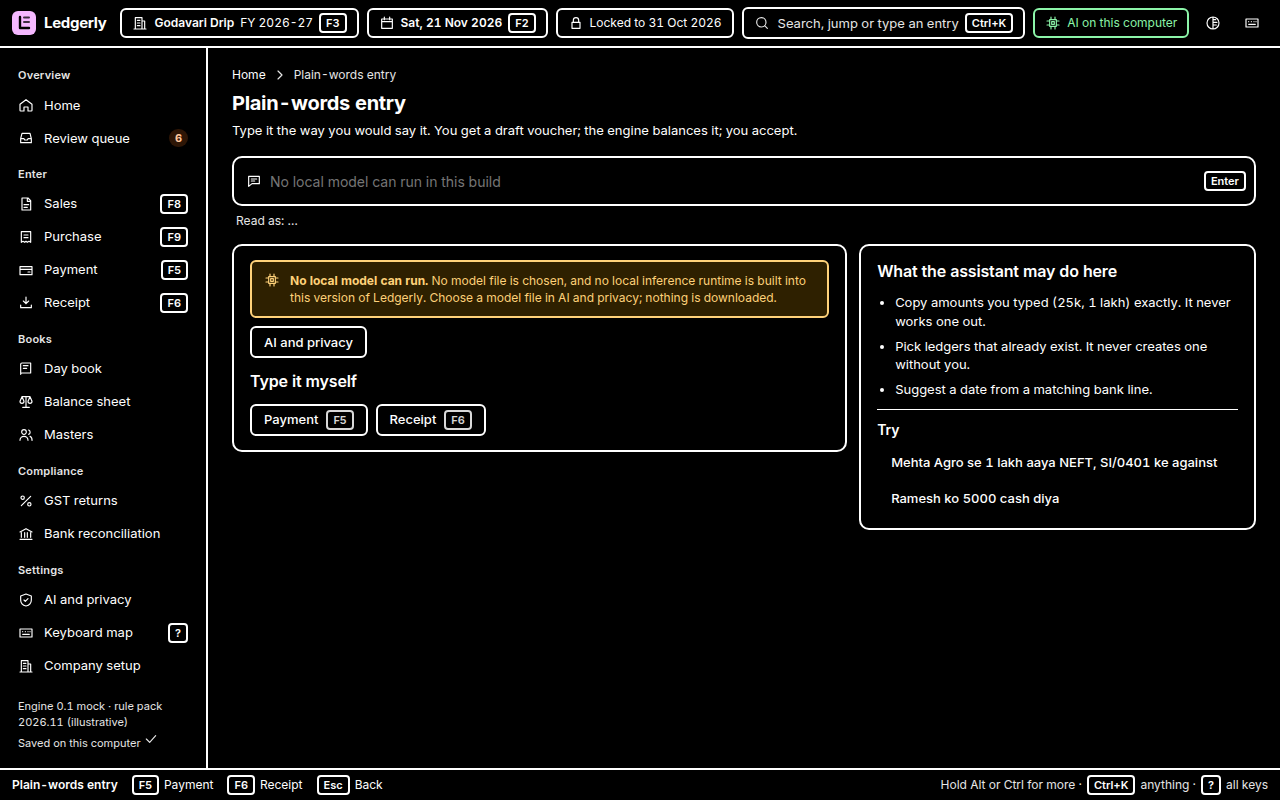 Ledgerly
Godavari Drip FY 2026-27 F3
Sat, 21 Nov 2026 F2
Locked to 31 Oct 2026
Search, jump or type an entry Ctrl+K
AI on this computer
Overview
Home
Review queue 6
Enter
Sales F8
Purchase F9
Payment F5
Receipt F6
Books
Day book
Balance sheet
Masters
Compliance
GST returns
Bank reconciliation
Settings
AI and privacy
Keyboard map ?
Company setup
Engine 0.1 mock · rule pack
2026.11 (illustrative)
Saved on this computer
Home > Plain-words entry
Plain-words entry
Type it the way you would say it. You get a draft voucher; the engine balances it; you accept.
No local model can run in this build Enter
Read as: ...
No local model can run. No model file is chosen, and no local inference runtime is built into
this version of Ledgerly. Choose a model file in AI and privacy; nothing is downloaded.
AI and privacy
Type it myself
Payment F5 Receipt F6
What the assistant may do here
• Copy amounts you typed (25k, 1 lakh) exactly. It never
works one out.
• Pick ledgers that already exist. It never creates one
without you.
• Suggest a date from a matching bank line.
Try
Mehta Agro se 1 lakh aaya NEFT, SI/0401 ke against
Ramesh ko 5000 cash diya
Plain-words entry F5 Payment F6 Receipt Esc Back
Hold Alt or Ctrl for more · Ctrl+K anything · ? all keys